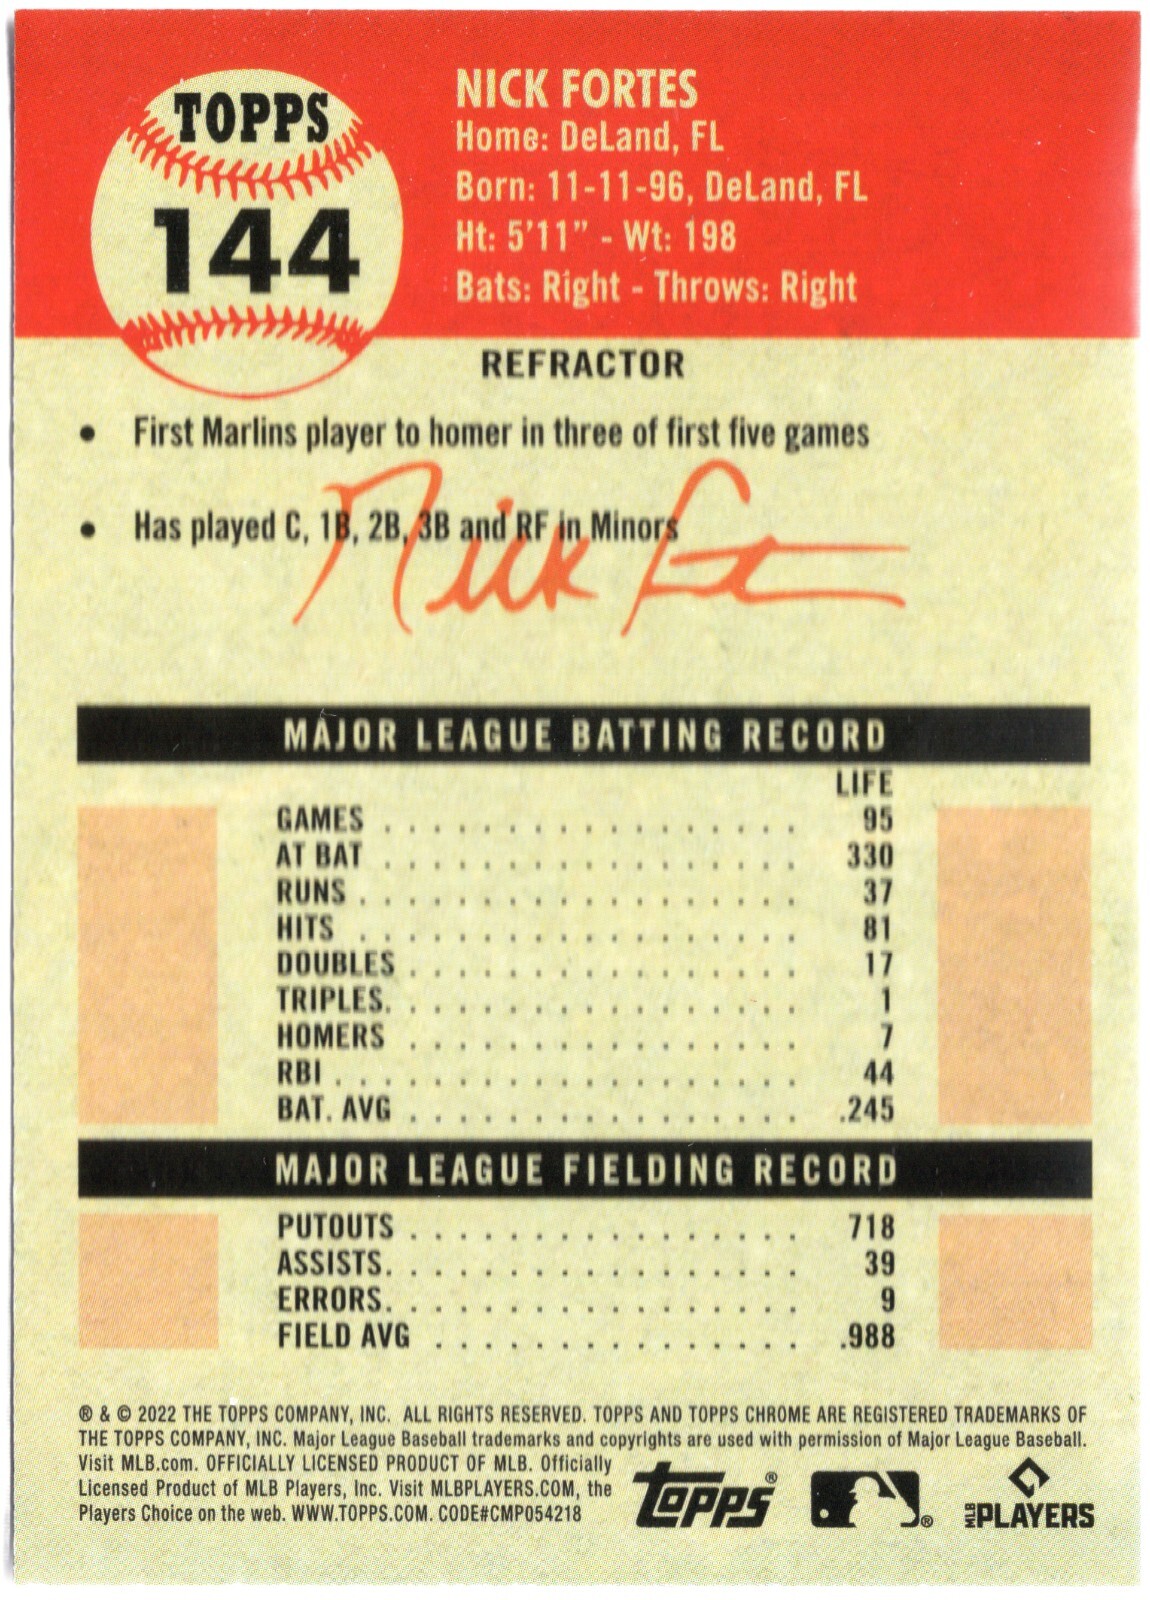 TOPPS
144
NICK FORTES
Home: DeLand, FL
Born: 11-11-96, DeLand, FL
Ht: 5'11" - Wt: 198
Bats: Right - Throws: Right
REFRACTOR
• First Marlins player to homer in three of first five games
• Has played C, 1B, 2B, 3B and RF in Minors
Nick Fortes
MAJOR LEAGUE BATTING RECORD
LIFE
GAMES . . . . . . . . . . . . . . . . . 95
AT BAT . . . . . . . . . . . . . . . . . 330
RUNS . . . . . . . . . . . . . . . . . . 37
HITS . . . . . . . . . . . . . . . . . . 81
DOUBLES . . . . . . . . . . . . . . . . 17
TRIPLES. . . . . . . . . . . . . . . . . 1
HOMERS . . . . . . . . . . . . . . . . 7
RBI . . . . . . . . . . . . . . . . . . . 44
BAT. AVG . . . . . . . . . . . . . . . . .245
MAJOR LEAGUE FIELDING RECORD
PUTOUTS . . . . . . . . . . . . . . . . 718
ASSISTS. . . . . . . . . . . . . . . . . 39
ERRORS. . . . . . . . . . . . . . . . . 9
FIELD AVG . . . . . . . . . . . . . . . .988
® & © 2022 THE TOPPS COMPANY, INC. ALL RIGHTS RESERVED. TOPPS AND TOPPS CHROME ARE REGISTERED TRADEMARKS OF
THE TOPPS COMPANY, INC. Major League Baseball trademarks and copyrights are used with permission of Major League Baseball.
Visit MLB.com. OFFICIALLY LICENSED PRODUCT OF MLB. Officially
Licensed Product of MLB Players, Inc. Visit MLBPLAYERS.COM, the
Players Choice on the web. WWW.TOPPS.COM. CODE#CMP054218
topps®
®
MLB PLAYERS